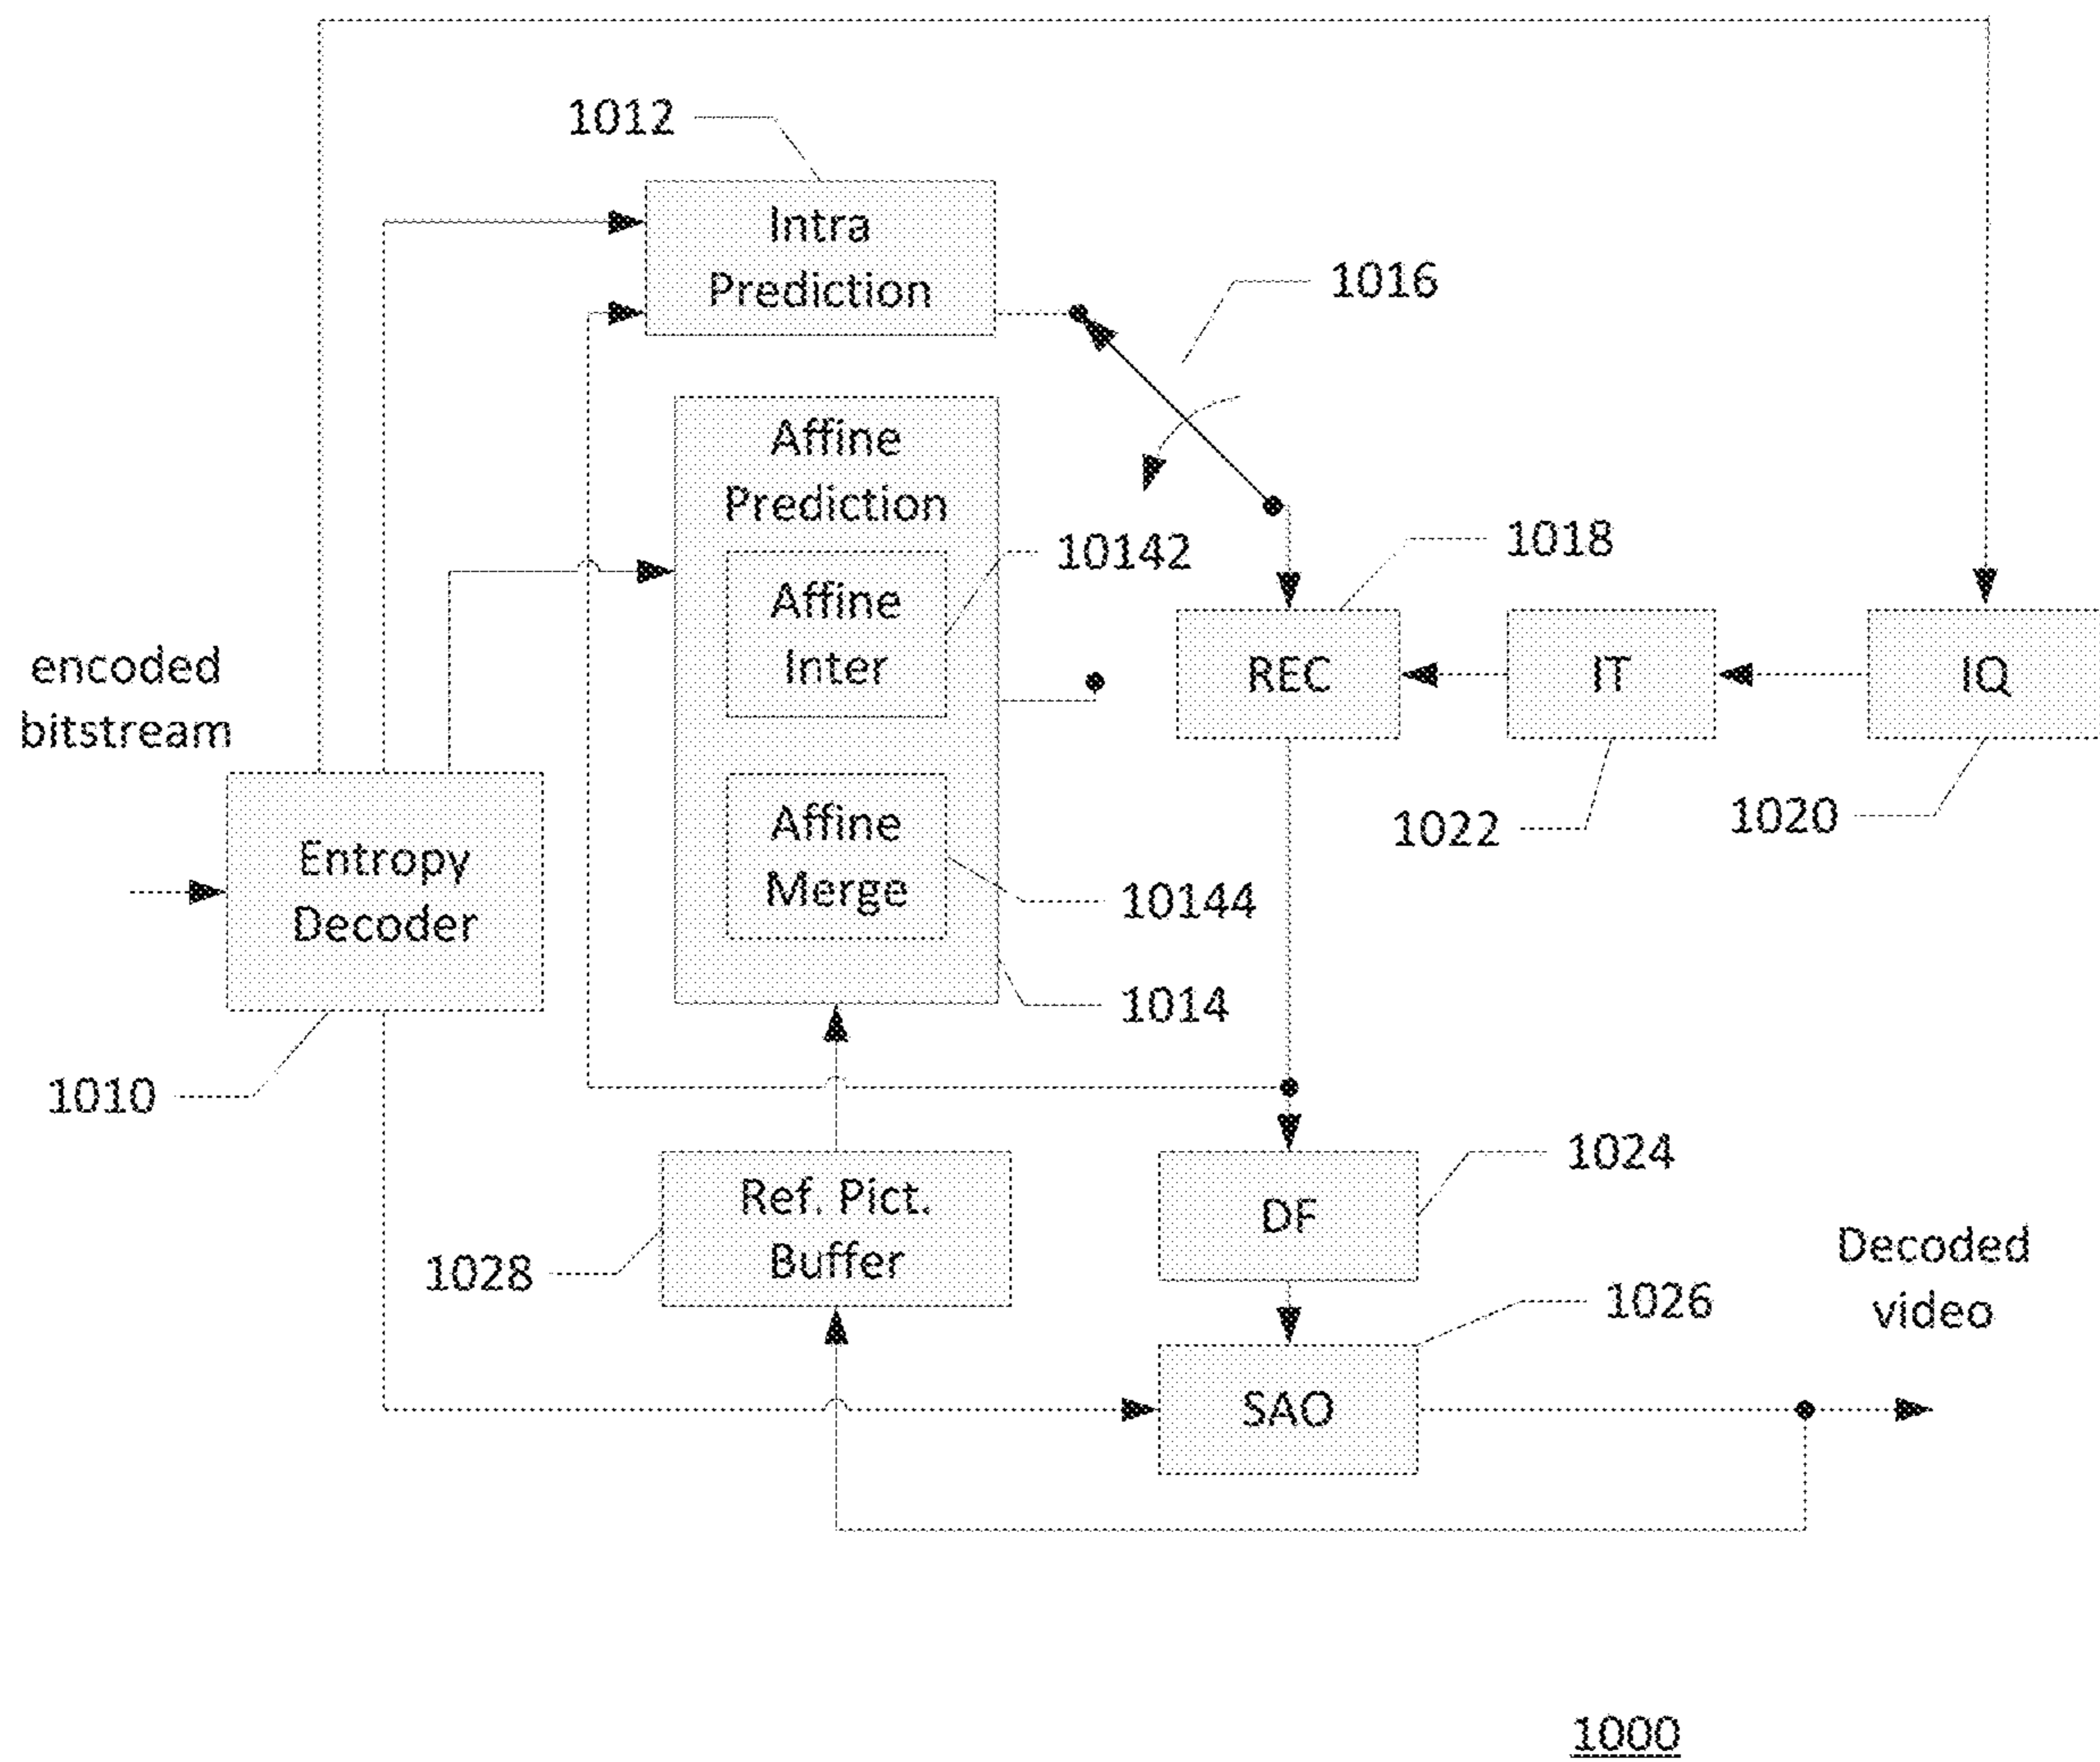 1012
Intra
Prediction
1016
Affine
Prediction
10142
1018
Affine
Inter
REC
IT
IQ
encoded
bitstream
1022
1020
Entropy
Decoder
Affine
Merge
10144
1014
1010
1024
Ref. Pict.
Buffer
DF
1028
Decoded
video
1026
SAO
1000